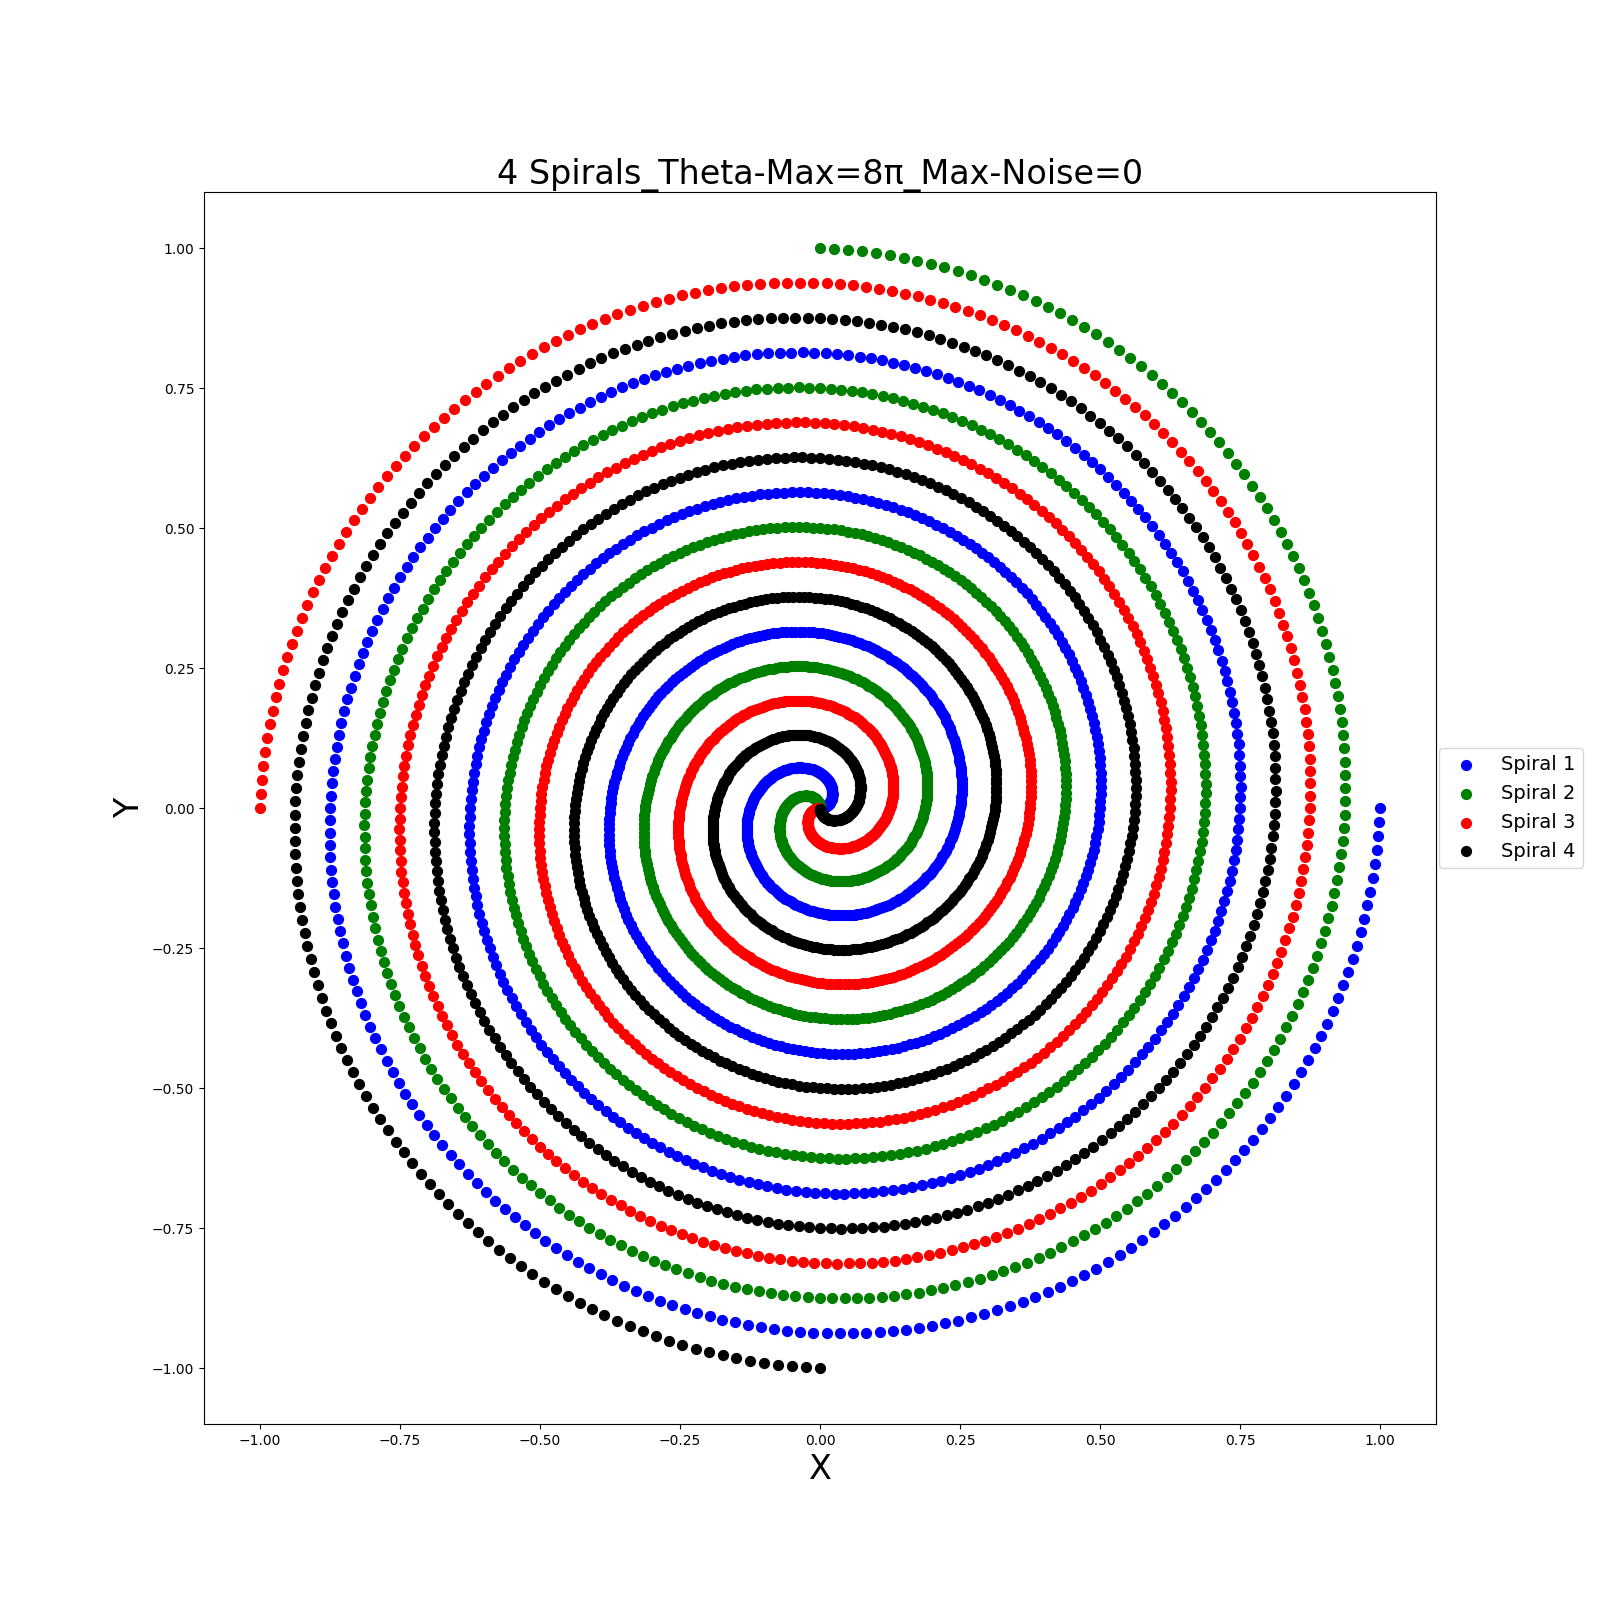 4 Spirals_Theta-Max=8π_Max-Noise=0
1.00
0.75
0.50
0.25
0.00
−0.25
−0.50
−0.75
−1.00
Y
−1.00 −0.75 −0.50 −0.25 0.00 0.25 0.50 0.75 1.00
X
Spiral 1
Spiral 2
Spiral 3
Spiral 4